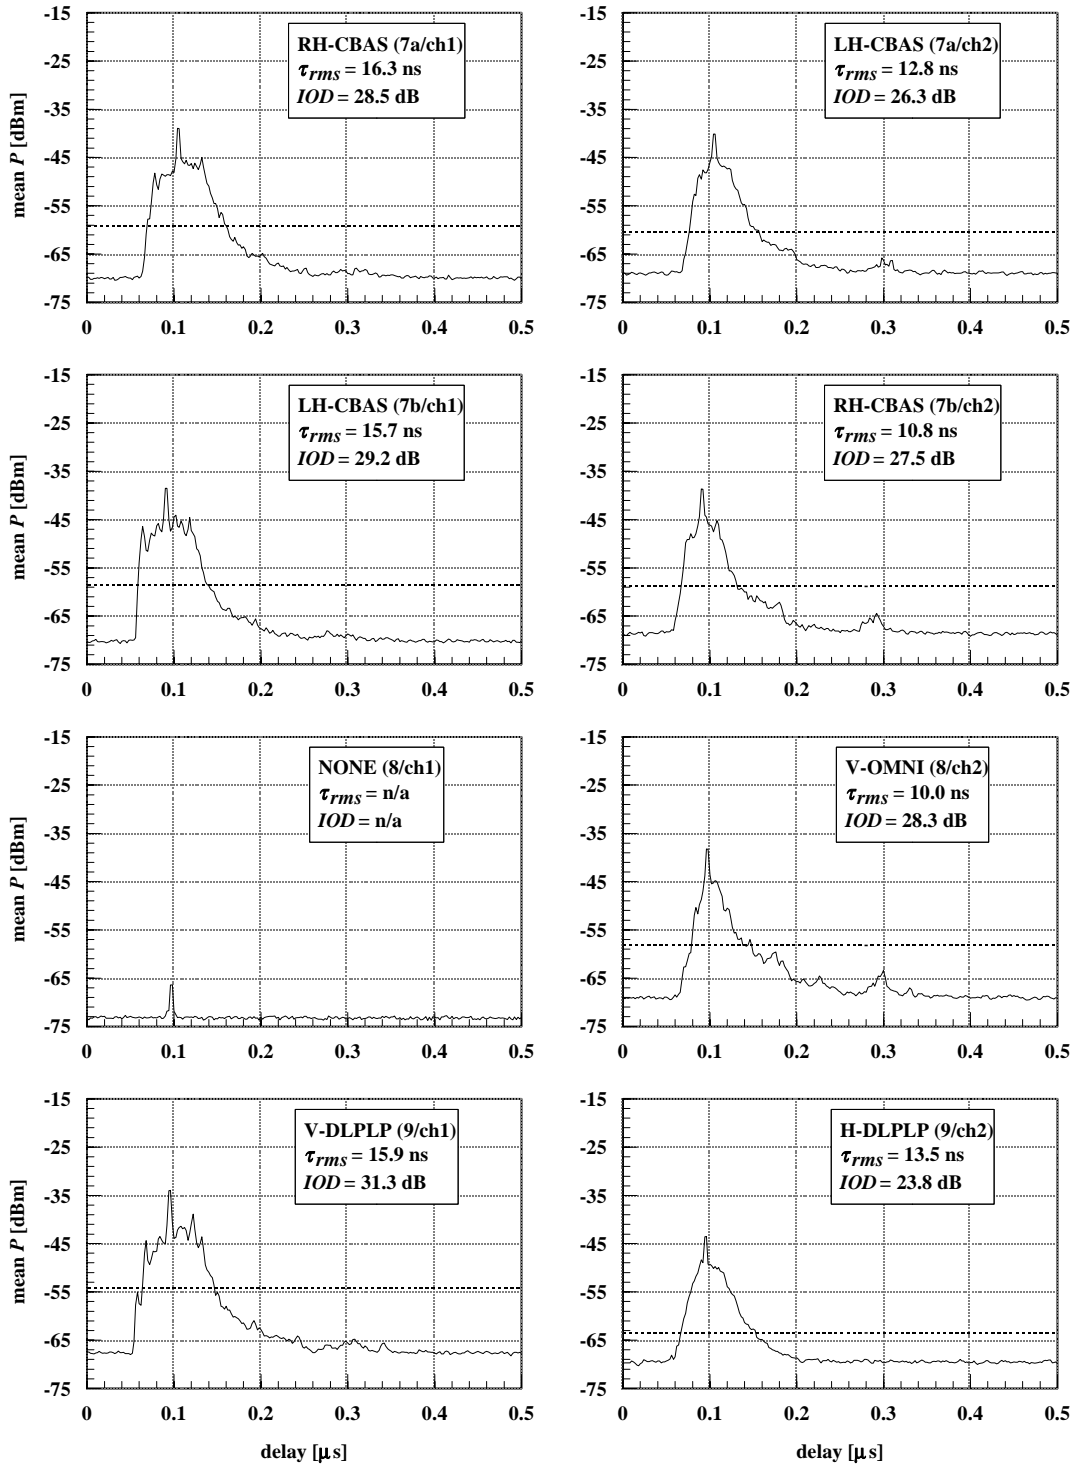 -15
-25
-35
-45
-55
-65
-75
mean P [dBm]
RH-CBAS (7a/ch1)
τrms = 16.3 ns
IOD = 28.5 dB
0 0.1 0.2 0.3 0.4 0.5
-15
-25
-35
-45
-55
-65
-75
LH-CBAS (7a/ch2)
τrms = 12.8 ns
IOD = 26.3 dB
0 0.1 0.2 0.3 0.4 0.5
-15
-25
-35
-45
-55
-65
-75
mean P [dBm]
LH-CBAS (7b/ch1)
τrms = 15.7 ns
IOD = 29.2 dB
0 0.1 0.2 0.3 0.4 0.5
-15
-25
-35
-45
-55
-65
-75
RH-CBAS (7b/ch2)
τrms = 10.8 ns
IOD = 27.5 dB
0 0.1 0.2 0.3 0.4 0.5
-15
-25
-35
-45
-55
-65
-75
mean P [dBm]
NONE (8/ch1)
τrms = n/a
IOD = n/a
0 0.1 0.2 0.3 0.4 0.5
-15
-25
-35
-45
-55
-65
-75
V-OMNI (8/ch2)
τrms = 10.0 ns
IOD = 28.3 dB
0 0.1 0.2 0.3 0.4 0.5
-15
-25
-35
-45
-55
-65
-75
mean P [dBm]
V-DLPLP (9/ch1)
τrms = 15.9 ns
IOD = 31.3 dB
0 0.1 0.2 0.3 0.4 0.5
delay [μs]
-15
-25
-35
-45
-55
-65
-75
H-DLPLP (9/ch2)
τrms = 13.5 ns
IOD = 23.8 dB
0 0.1 0.2 0.3 0.4 0.5
delay [μs]